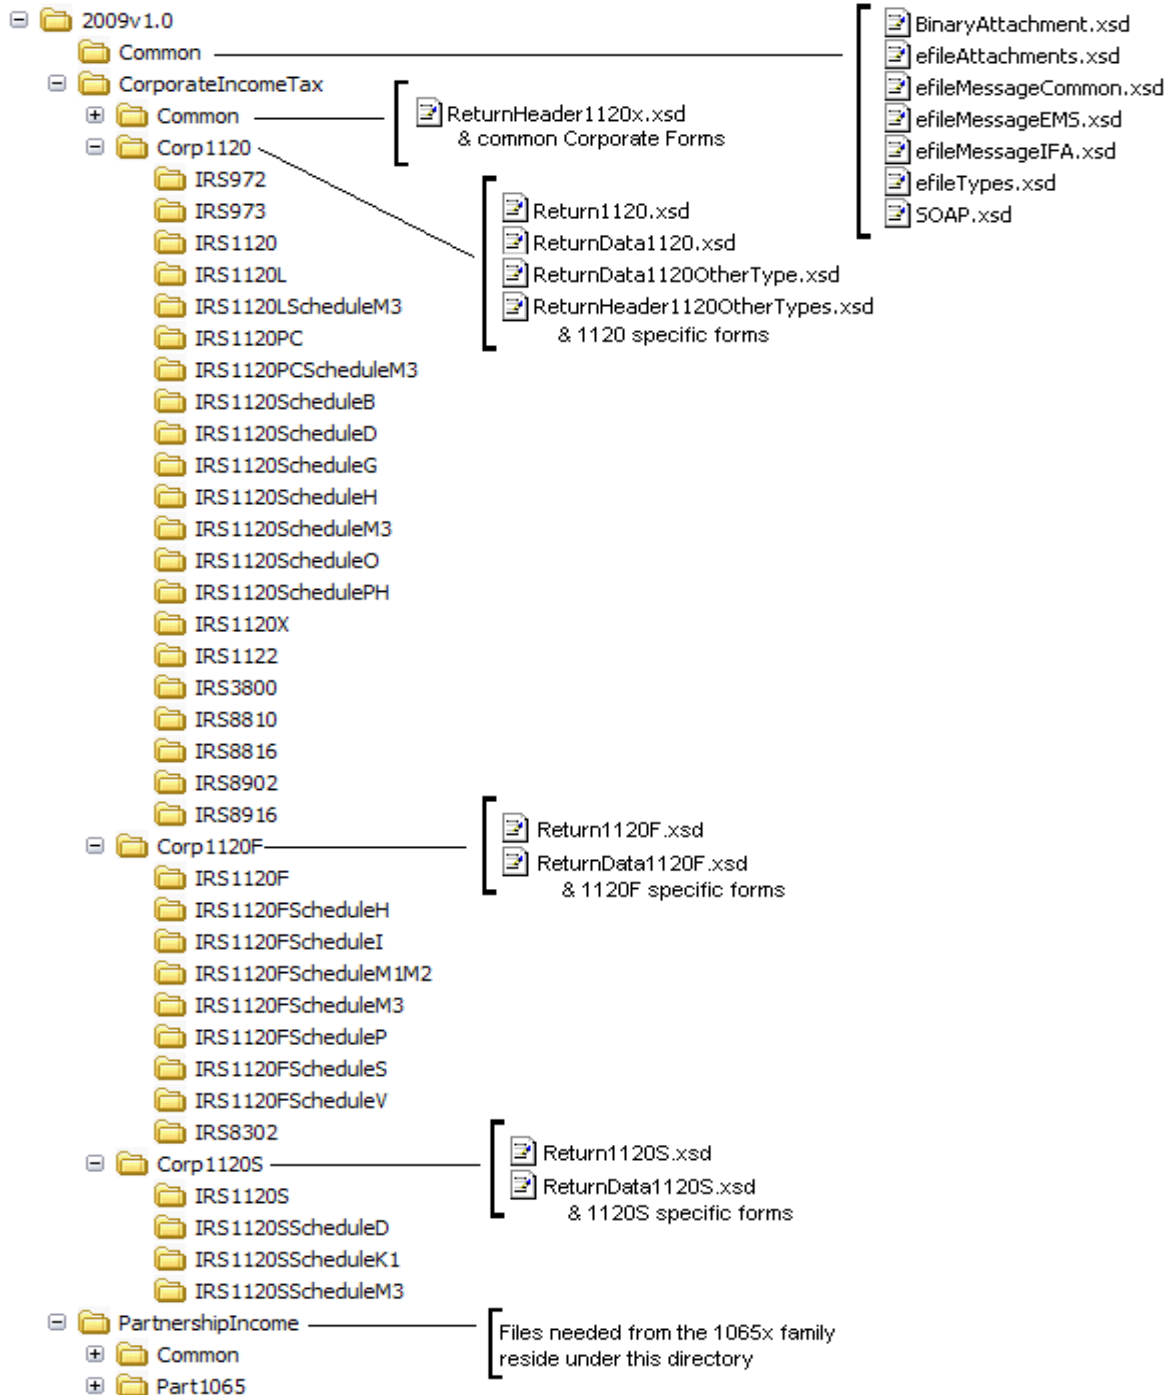 2009v1.0
Common
CorporateIncomeTax
Common
Corp1120
IRS972
IRS973
IRS1120
IRS1120L
IRS1120LScheduleM3
IRS1120PC
IRS1120PCScheduleM3
IRS1120ScheduleB
IRS1120ScheduleD
IRS1120ScheduleG
IRS1120ScheduleH
IRS1120ScheduleM3
IRS1120ScheduleO
IRS1120SchedulePH
IRS1120X
IRS1122
IRS3800
IRS8810
IRS8816
IRS8902
IRS8916
Corp1120F
IRS1120F
IRS1120FScheduleH
IRS1120FScheduleI
IRS1120FScheduleM1M2
IRS1120FScheduleM3
IRS1120FScheduleP
IRS1120FScheduleS
IRS1120FScheduleV
IRS8302
Corp1120S
IRS1120S
IRS1120SScheduleD
IRS1120SScheduleK1
IRS1120SScheduleM3
PartnershipIncome
Common
Part1065
BinaryAttachment.xsd
efileAttachments.xsd
efileMessageCommon.xsd
efileMessageEMS.xsd
efileMessageIFA.xsd
efileTypes.xsd
SOAP.xsd
ReturnHeader1120x.xsd
& common Corporate Forms
Return1120.xsd
ReturnData1120.xsd
ReturnData1120OtherType.xsd
ReturnHeader1120OtherTypes.xsd
& 1120 specific forms
Return1120F.xsd
ReturnData1120F.xsd
& 1120F specific forms
Return1120S.xsd
ReturnData1120S.xsd
& 1120S specific forms
Files needed from the 1065x family
reside under this directory